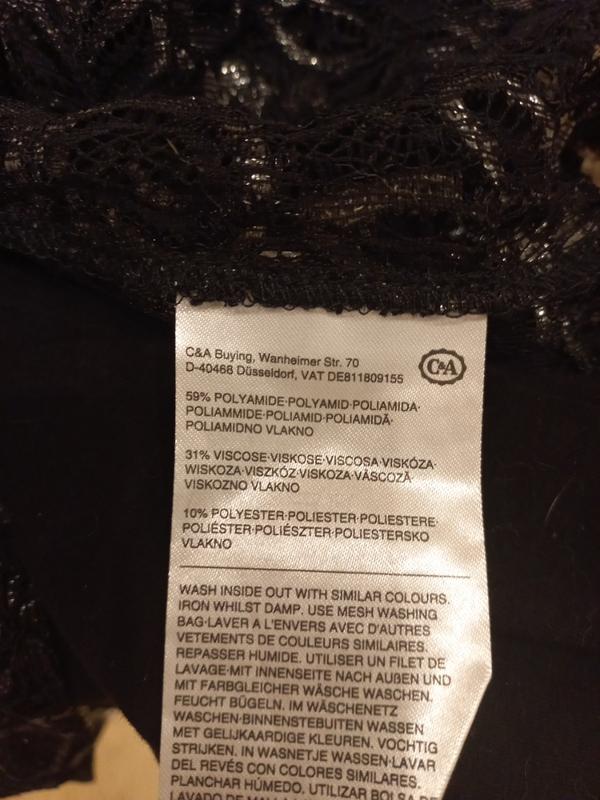 C&A Buying, Wanheimer Str. 70
D-40468 Düsseldorf, VAT DE811809155
C&A
59% POLYAMIDE·POLYAMID·POLIAMIDA·
POLIAMMIDE·POLIAMID·POLIAMIDĂ·
POLIAMIDNO VLAKNO
31% VISCOSE·VISKOSE·VISCOSA·VISKÓZA·
WISKOZA·VISZKÓZ·VISKOZA·VÂSCOZĂ
VISKOZNO VLAKNO
10% POLYESTER·POLIESTER·POLIESTERE·
POLIÉSTER·POLIÉSZTER·POLIESTERSKO
VLAKNO
WASH INSIDE OUT WITH SIMILAR COLOURS.
IRON WHILST DAMP. USE MESH WASHING
BAG·LAVER A L'ENVERS AVEC D'AUTRES
VETEMENTS DE COULEURS SIMILAIRES.
REPASSER HUMIDE. UTILISER UN FILET DE
LAVAGE·MIT INNENSEITE NACH AUßEN UND
MIT FARBGLEICHER WÄSCHE WASCHEN.
FEUCHT BÜGELN. IM WÄSCHENETZ
WASCHEN·BINNENSTEBUITEN WASSEN
MET GELIJKAARDIGE KLEUREN. VOCHTIG
STRIJKEN. IN WASNETJE WASSEN·LAVAR
DEL REVÉS CON COLORES SIMILARES.
PLANCHAR HÚMEDO. UTILIZAR BOLSA DE
LAVADO DE